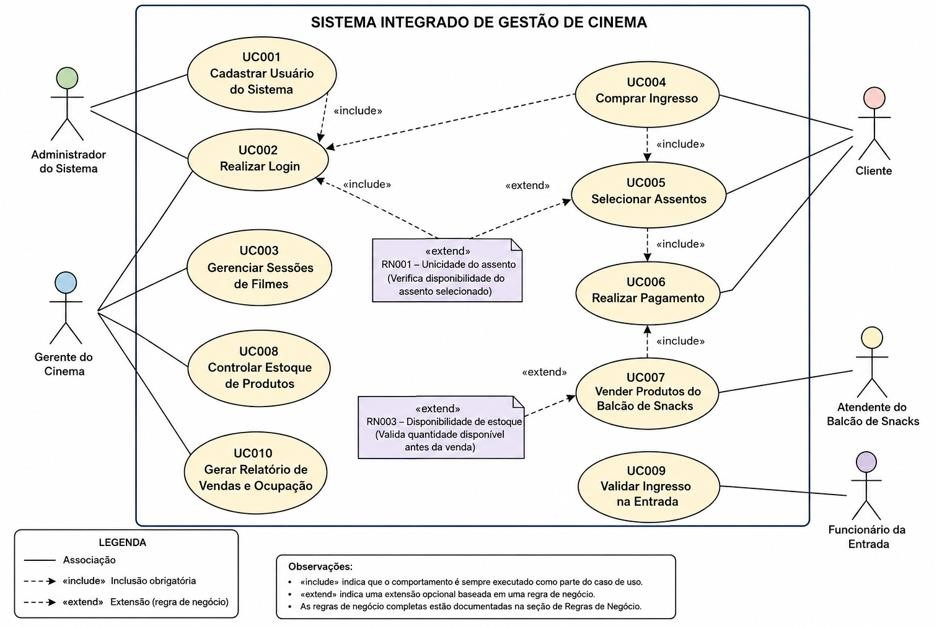 SISTEMA INTEGRADO DE GESTÃO DE CINEMA
UC001
Cadastrar Usuário
do Sistema
«include»
UC002
Realizar Login
«include»
UC003
Gerenciar Sessões
de Filmes
UC008
Controlar Estoque
de Produtos
UC010
Gerar Relatório de
Vendas e Ocupação
Administrador
do Sistema
Gerente do
Cinema
UC004
Comprar Ingresso
«include»
«extend»
UC005
Selecionar Assentos
«include»
UC006
Realizar Pagamento
«include»
«extend»
UC007
Vender Produtos do
Balcão de Snacks
UC009
Validar Ingresso
na Entrada
«extend»
RN001 – Unicidade do assento
(Verifica disponibilidade do
assento selecionado)
«extend»
RN003 – Disponibilidade de estoque
(Valida quantidade disponível
antes da venda)
Cliente
Atendente do
Balcão de Snacks
Funcionário da
Entrada
LEGENDA
Associação
«include» Inclusão obrigatória
«extend» Extensão (regra de negócio)
Observações:
• «include» indica que o comportamento é sempre executado como parte do caso de uso.
• «extend» indica uma extensão opcional baseada em uma regra de negócio.
• As regras de negócio completas estão documentadas na seção de Regras de Negócio.